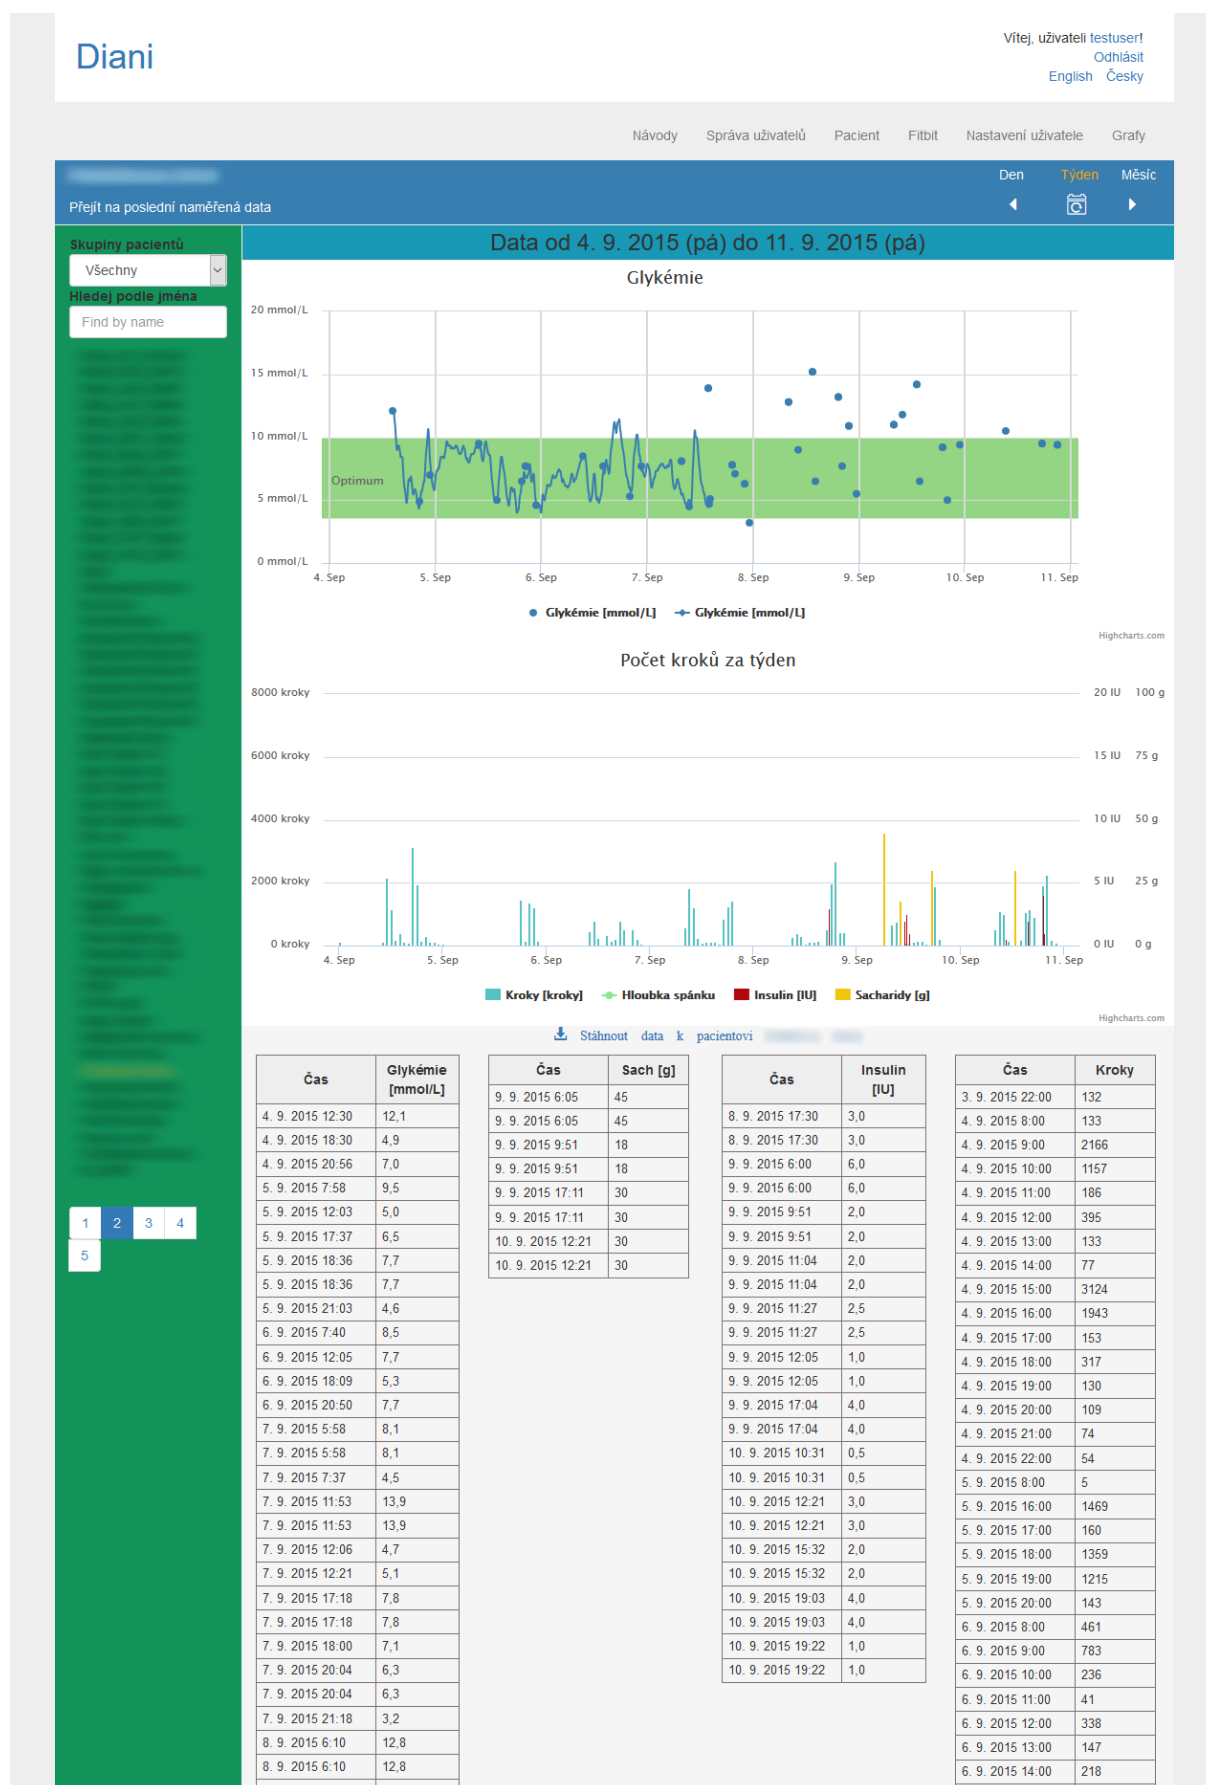 Diani
Vítej, uživateli testuser!
Odhlásit
English Česky
Návody Správa uživatelů Pacient Fitbit Nastavení uživatele Grafy
Den Týden Měsíc
Přejít na poslední naměřená data
Skupiny pacientů
Všechny
Hledej podle jména
Find by name
1 2 3 4
5
Data od 4. 9. 2015 (pá) do 11. 9. 2015 (pá)
Glykémie
20 mmol/L
15 mmol/L
10 mmol/L
Optimum
5 mmol/L
0 mmol/L
4. Sep 5. Sep 6. Sep 7. Sep 8. Sep 9. Sep 10. Sep 11. Sep
Glykémie [mmol/L] Glykémie [mmol/L]
Highcharts.com
Počet kroků za týden
8000 kroky 20 IU 100 g
6000 kroky 15 IU 75 g
4000 kroky 10 IU 50 g
2000 kroky 5 IU 25 g
0 kroky 0 IU 0 g
4. Sep 5. Sep 6. Sep 7. Sep 8. Sep 9. Sep 10. Sep 11. Sep
Kroky [kroky] Hloubka spánku Insulin [IU] Sacharidy [g]
Highcharts.com
Stáhnout data k pacientovi
Čas Glykémie [mmol/L]
4. 9. 2015 12:30 12,1
4. 9. 2015 18:30 4,9
4. 9. 2015 20:56 7,0
5. 9. 2015 7:58 9,5
5. 9. 2015 12:03 5,0
5. 9. 2015 17:37 6,5
5. 9. 2015 18:36 7,7
5. 9. 2015 18:36 7,7
5. 9. 2015 21:03 4,6
6. 9. 2015 7:40 8,5
6. 9. 2015 12:05 7,7
6. 9. 2015 18:09 5,3
6. 9. 2015 20:50 7,7
7. 9. 2015 5:58 8,1
7. 9. 2015 5:58 8,1
7. 9. 2015 7:37 4,5
7. 9. 2015 11:53 13,9
7. 9. 2015 11:53 13,9
7. 9. 2015 12:06 4,7
7. 9. 2015 12:21 5,1
7. 9. 2015 17:18 7,8
7. 9. 2015 17:18 7,8
7. 9. 2015 18:00 7,1
7. 9. 2015 20:04 6,3
7. 9. 2015 20:04 6,3
7. 9. 2015 21:18 3,2
8. 9. 2015 6:10 12,8
8. 9. 2015 6:10 12,8
Čas Sach [g]
9. 9. 2015 6:05 45
9. 9. 2015 6:05 45
9. 9. 2015 9:51 18
9. 9. 2015 9:51 18
9. 9. 2015 17:11 30
9. 9. 2015 17:11 30
10. 9. 2015 12:21 30
10. 9. 2015 12:21 30
Čas Insulin [IU]
8. 9. 2015 17:30 3,0
8. 9. 2015 17:30 3,0
9. 9. 2015 6:00 6,0
9. 9. 2015 6:00 6,0
9. 9. 2015 9:51 2,0
9. 9. 2015 9:51 2,0
9. 9. 2015 11:04 2,0
9. 9. 2015 11:04 2,0
9. 9. 2015 11:27 2,5
9. 9. 2015 11:27 2,5
9. 9. 2015 12:05 1,0
9. 9. 2015 12:05 1,0
9. 9. 2015 17:04 4,0
9. 9. 2015 17:04 4,0
10. 9. 2015 10:31 0,5
10. 9. 2015 10:31 0,5
10. 9. 2015 12:21 3,0
10. 9. 2015 12:21 3,0
10. 9. 2015 15:32 2,0
10. 9. 2015 15:32 2,0
10. 9. 2015 19:03 4,0
10. 9. 2015 19:03 4,0
10. 9. 2015 19:22 1,0
10. 9. 2015 19:22 1,0
Čas Kroky
3. 9. 2015 22:00 132
4. 9. 2015 8:00 133
4. 9. 2015 9:00 2166
4. 9. 2015 10:00 1157
4. 9. 2015 11:00 186
4. 9. 2015 12:00 395
4. 9. 2015 13:00 133
4. 9. 2015 14:00 77
4. 9. 2015 15:00 3124
4. 9. 2015 16:00 1943
4. 9. 2015 17:00 153
4. 9. 2015 18:00 317
4. 9. 2015 19:00 130
4. 9. 2015 20:00 109
4. 9. 2015 21:00 74
4. 9. 2015 22:00 54
5. 9. 2015 8:00 5
5. 9. 2015 16:00 1469
5. 9. 2015 17:00 160
5. 9. 2015 18:00 1359
5. 9. 2015 19:00 1215
5. 9. 2015 20:00 143
6. 9. 2015 8:00 461
6. 9. 2015 9:00 783
6. 9. 2015 10:00 236
6. 9. 2015 11:00 41
6. 9. 2015 12:00 338
6. 9. 2015 13:00 147
6. 9. 2015 14:00 218